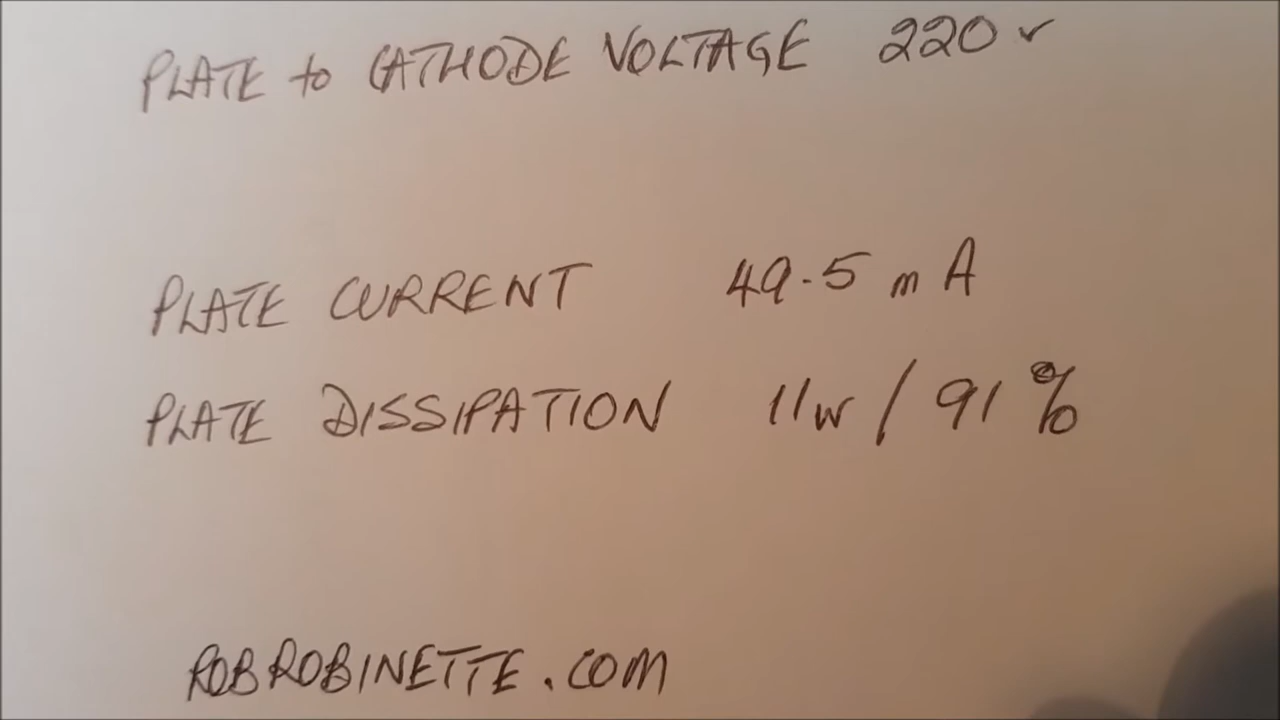 PLATE to CATHODE VOLTAGE 220v
PLATE CURRENT 49.5 mA
PLATE DISSIPATION 11w / 91%
ROBROBINETTE.COM